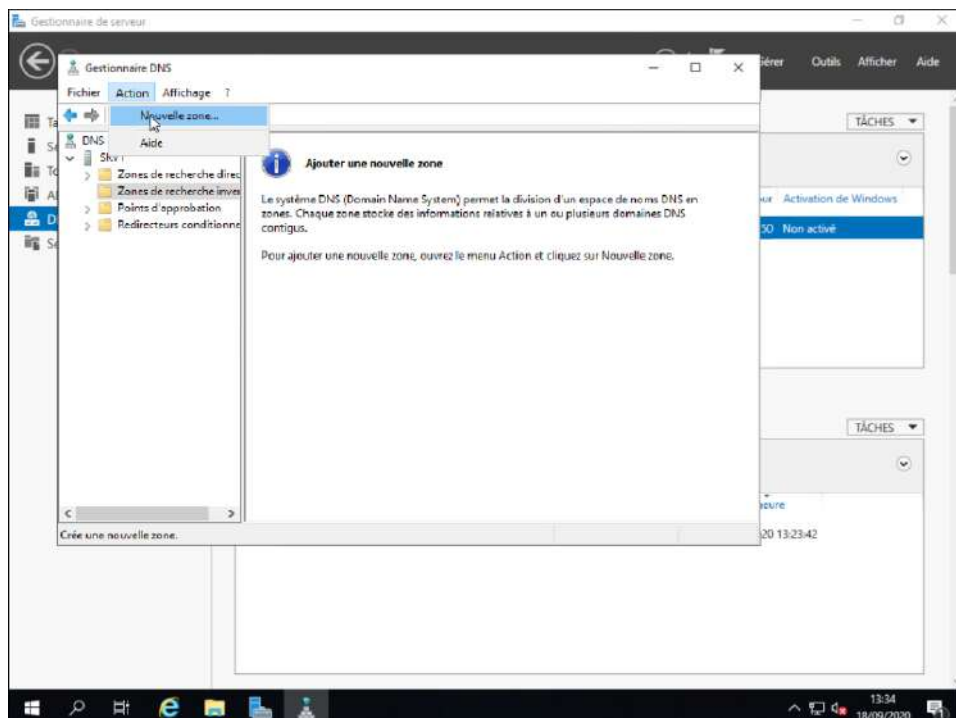 Gestionnaire de serveur
Gérer Outils Afficher Aide
Gestionnaire DNS
Fichier Action Affichage ?
Nouvelle zone...
Aide
DNS
Zones de recherche direc
Zones de recherche inver
Points d'approbation
Redirecteurs conditionne
Ajouter une nouvelle zone
Le système DNS (Domain Name System) permet la division d'un espace de noms DNS en
zones. Chaque zone stocke des informations relatives à un ou plusieurs domaines DNS
contigus.
Pour ajouter une nouvelle zone, ouvrez le menu Action et cliquez sur Nouvelle zone.
Crée une nouvelle zone.
TÂCHES
Activation de Windows
Non activé
TÂCHES
20 13:23:42
13:34
18/09/2020